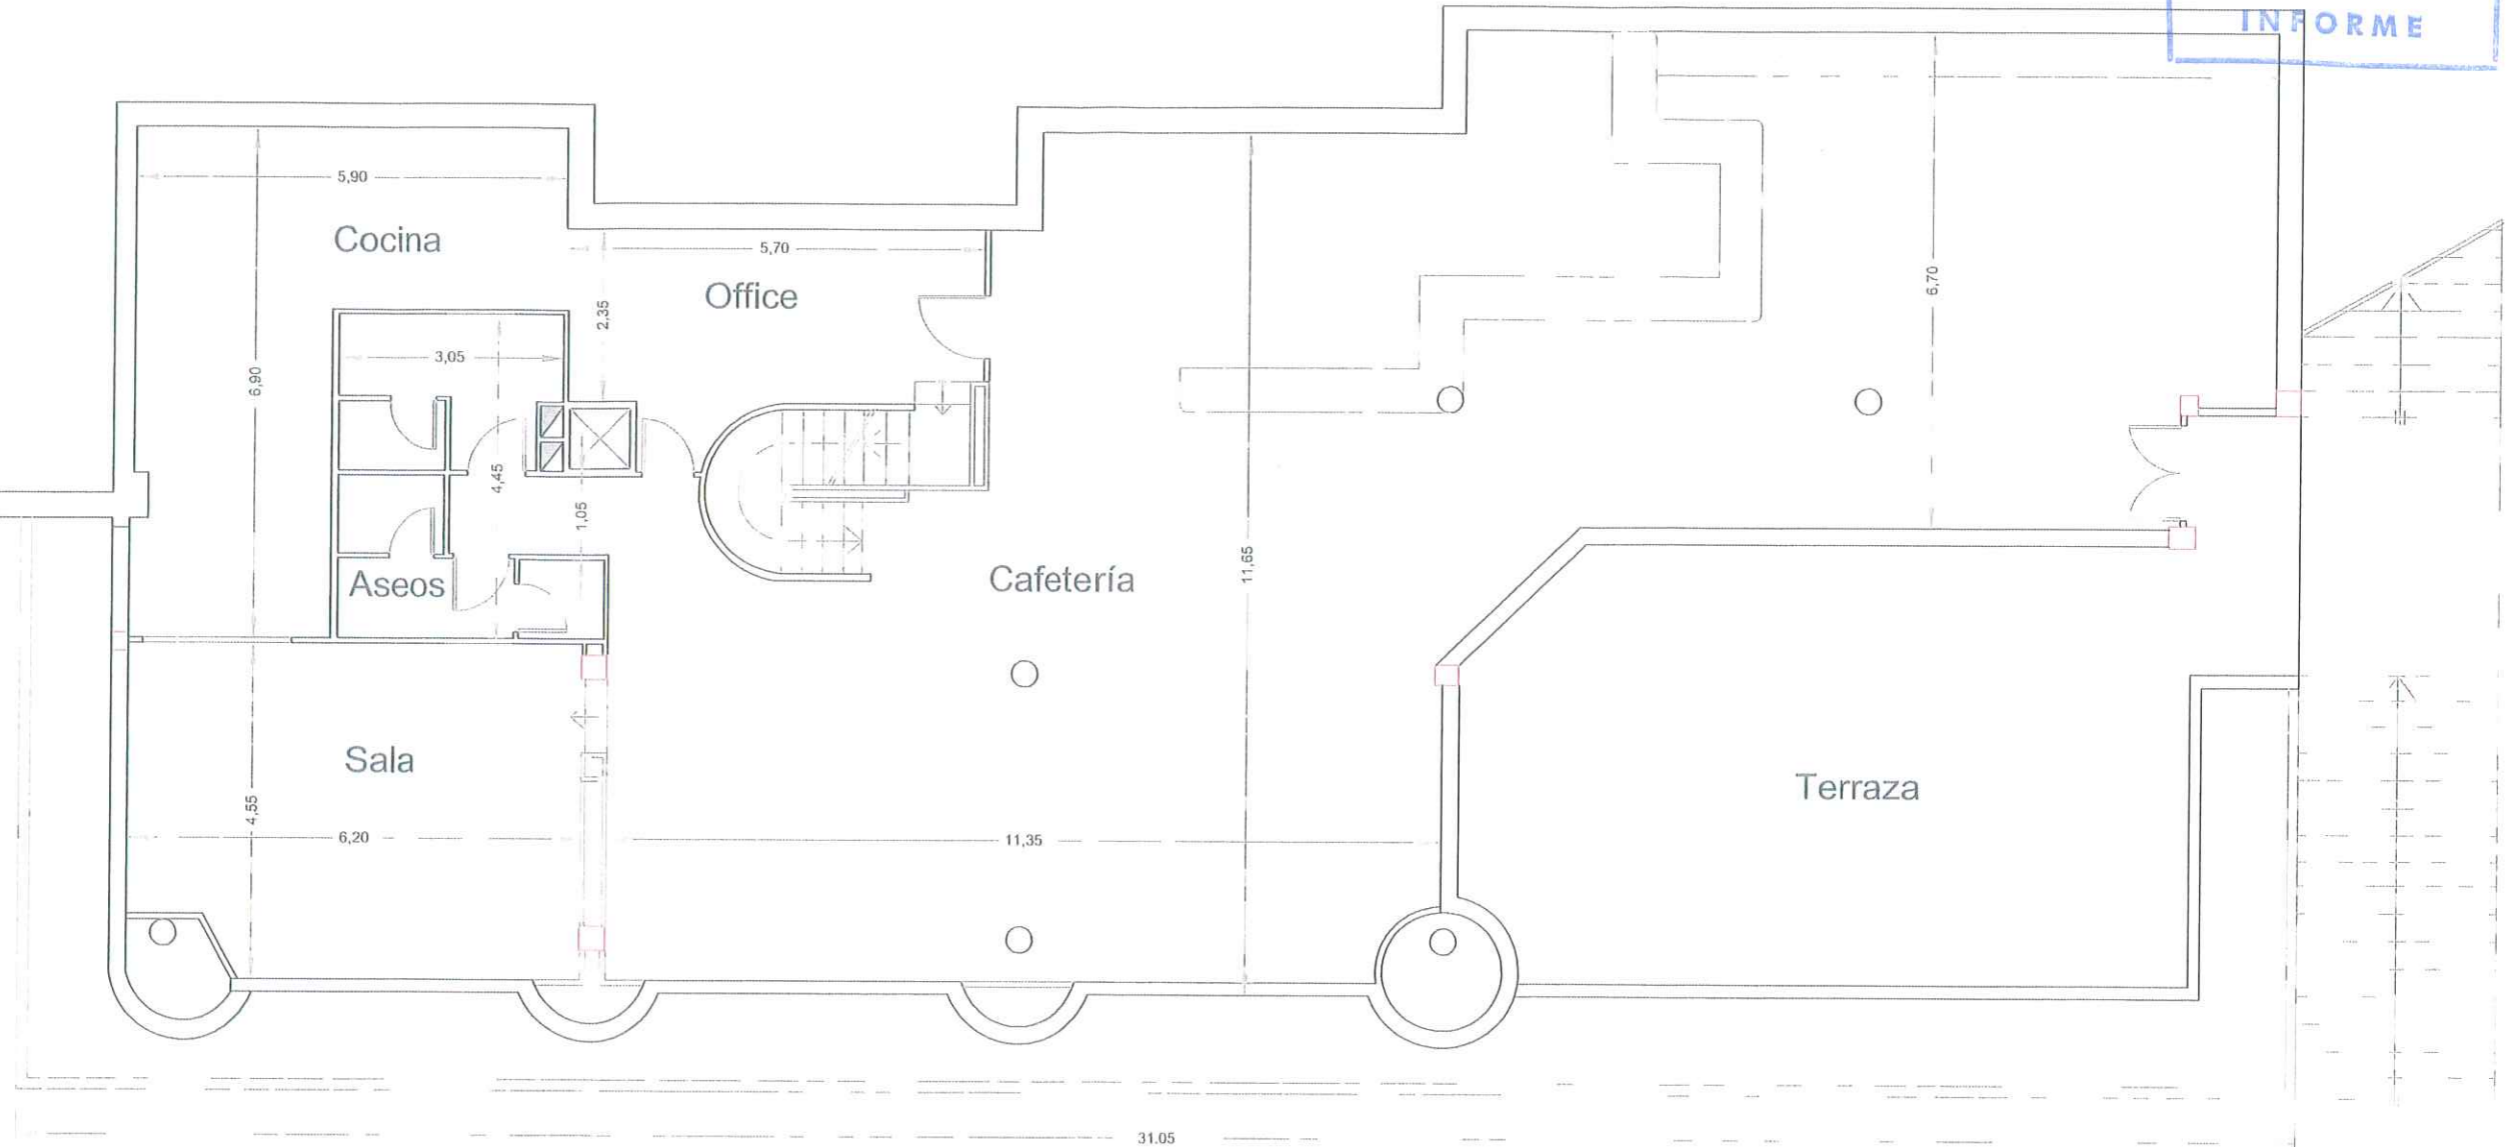 INFORME
5,90
Cocina
5,70
Office
2,35
6,70
3,05
6,90
4,45
1,05
11,65
Aseos
Cafetería
Sala
Terraza
4,55
6,20
11,35
31.05